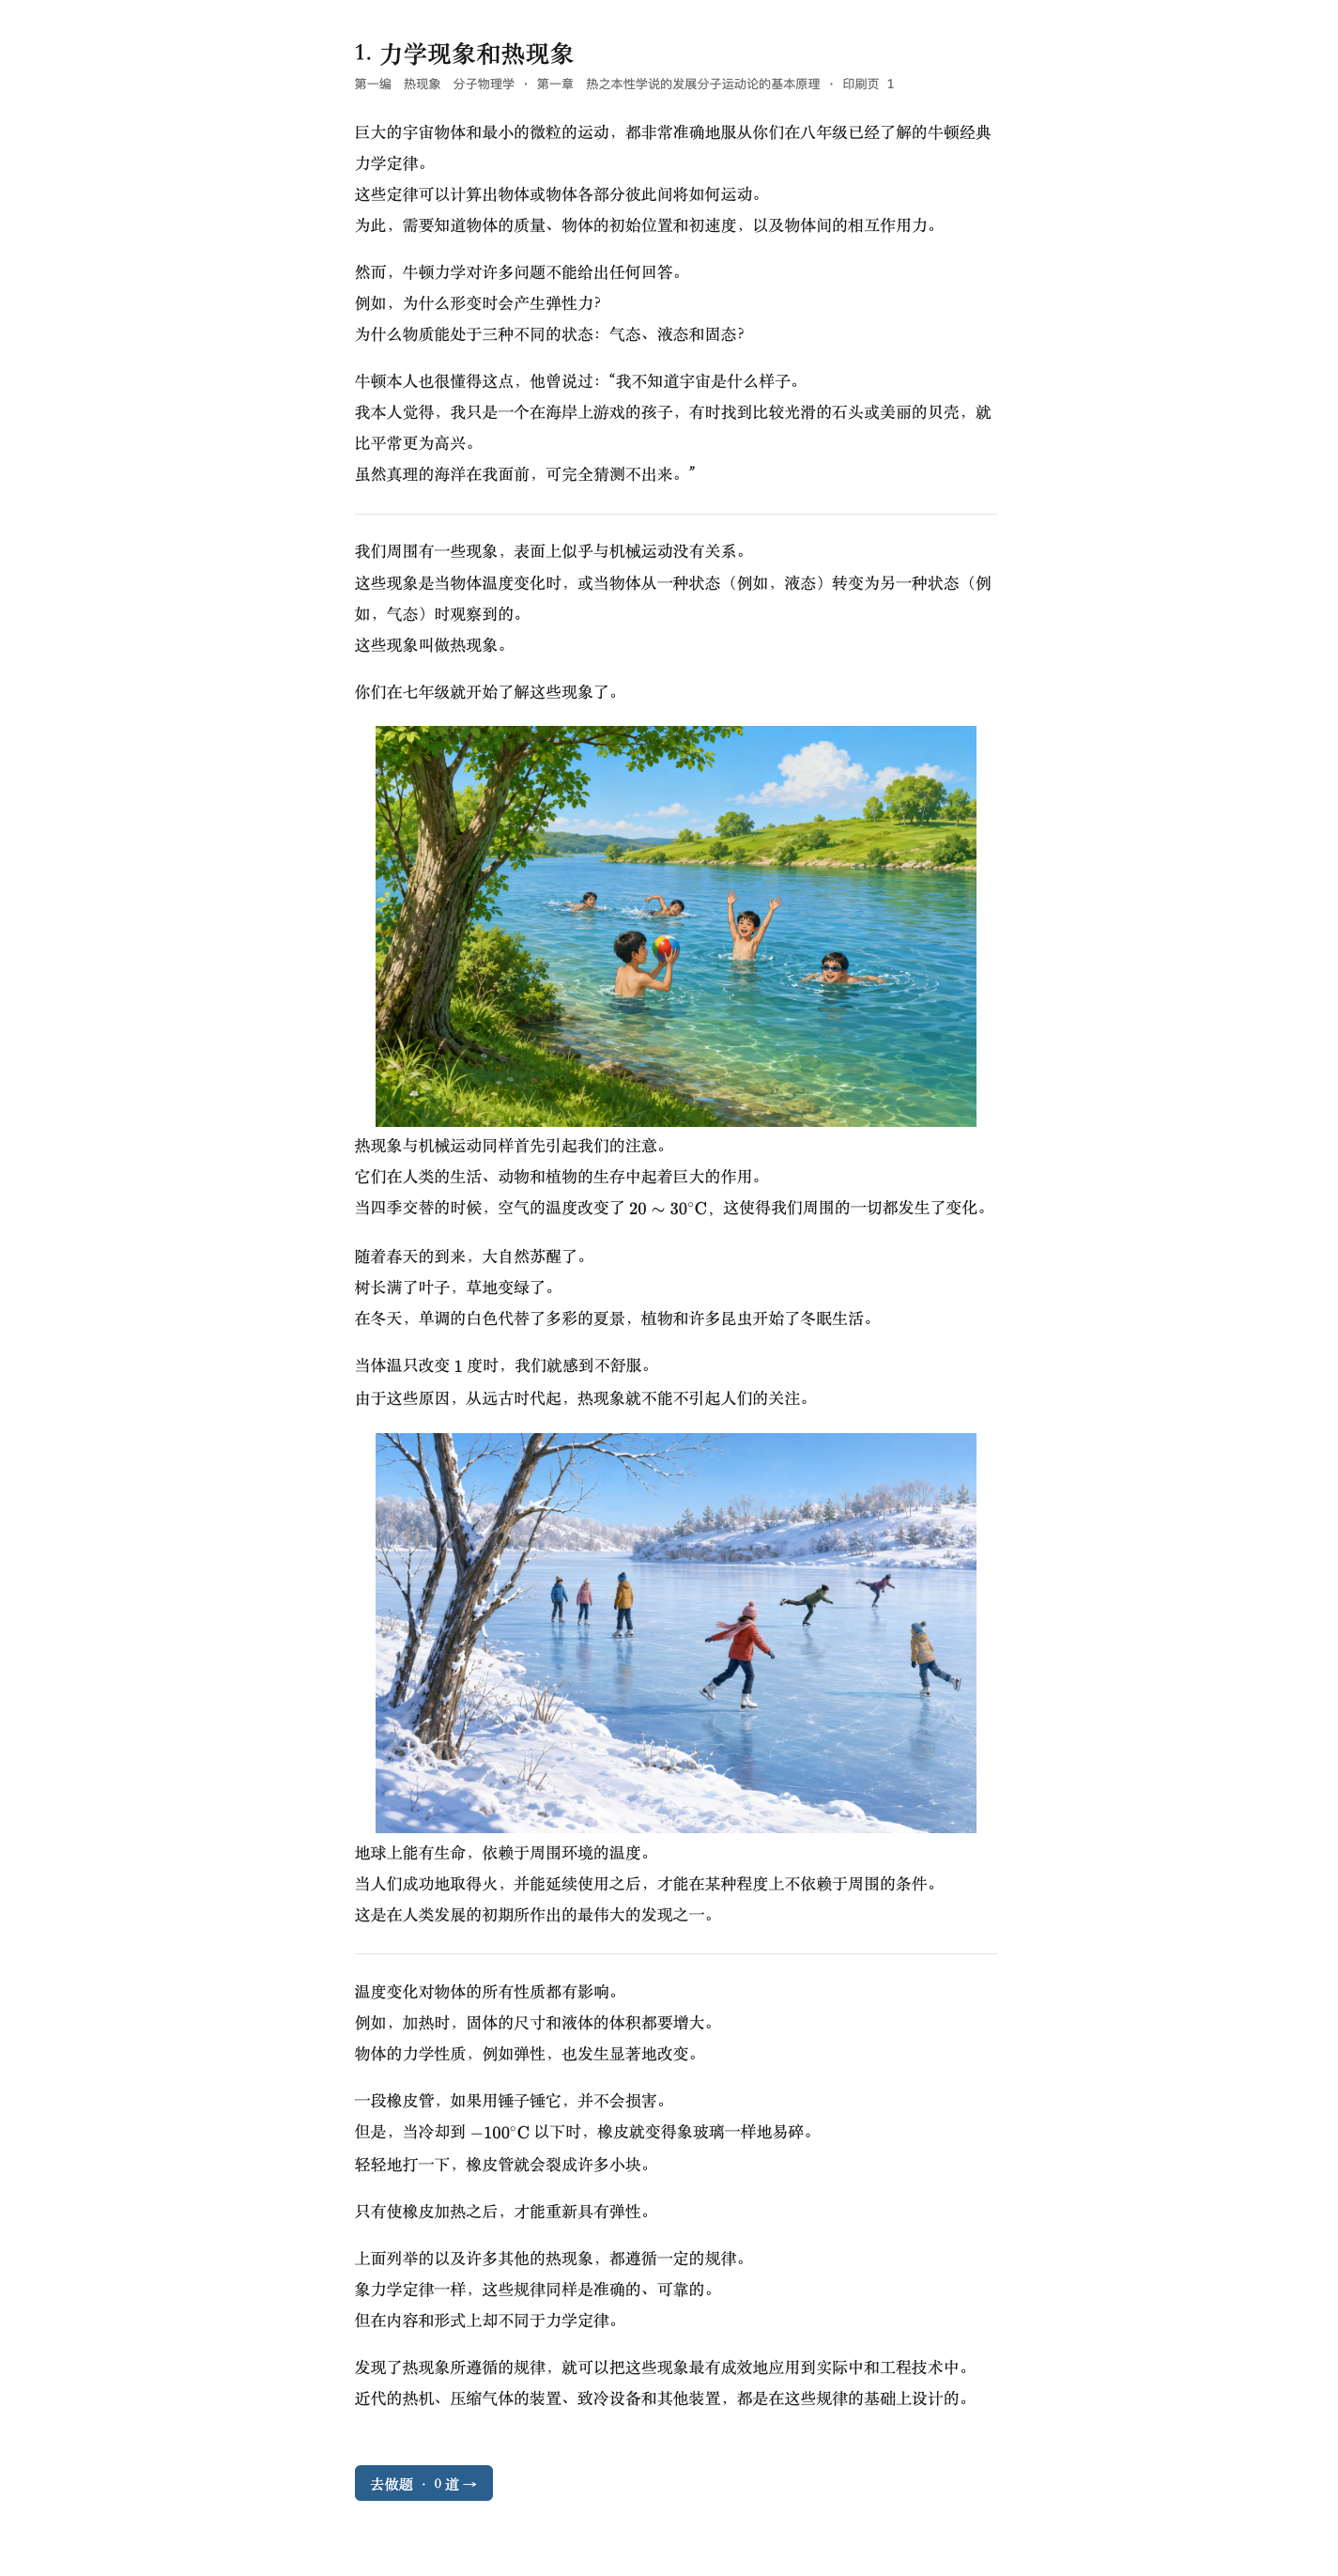 1. 力学现象和热现象
第一编　热现象　分子物理学 · 第一章　热之本性学说的发展分子运动论的基本原理 · 印刷页 1
巨大的宇宙物体和最小的微粒的运动，都非常准确地服从你们在八年级已经了解的牛顿经典
力学定律。
这些定律可以计算出物体或物体各部分彼此间将如何运动。
为此，需要知道物体的质量、物体的初始位置和初速度，以及物体间的相互作用力。
然而，牛顿力学对许多问题不能给出任何回答。
例如，为什么形变时会产生弹性力？
为什么物质能处于三种不同的状态：气态、液态和固态？
牛顿本人也很懂得这点，他曾说过：“我不知道宇宙是什么样子。
我本人觉得，我只是一个在海岸上游戏的孩子，有时找到比较光滑的石头或美丽的贝壳，就
比平常更为高兴。
虽然真理的海洋在我面前，可完全猜测不出来。”
我们周围有一些现象，表面上似乎与机械运动没有关系。
这些现象是当物体温度变化时，或当物体从一种状态（例如，液态）转变为另一种状态（例
如，气态）时观察到的。
这些现象叫做热现象。
你们在七年级就开始了解这些现象了。
热现象与机械运动同样首先引起我们的注意。
它们在人类的生活、动物和植物的生存中起着巨大的作用。
当四季交替的时候，空气的温度改变了 20 ∼ 30°C，这使得我们周围的一切都发生了变化。
随着春天的到来，大自然苏醒了。
树长满了叶子，草地变绿了。
在冬天，单调的白色代替了多彩的夏景，植物和许多昆虫开始了冬眠生活。
当体温只改变 1 度时，我们就感到不舒服。
由于这些原因，从远古时代起，热现象就不能不引起人们的关注。
地球上能有生命，依赖于周围环境的温度。
当人们成功地取得火，并能延续使用之后，才能在某种程度上不依赖于周围的条件。
这是在人类发展的初期所作出的最伟大的发现之一。
温度变化对物体的所有性质都有影响。
例如，加热时，固体的尺寸和液体的体积都要增大。
物体的力学性质，例如弹性，也发生显著地改变。
一段橡皮管，如果用锤子锤它，并不会损害。
但是，当冷却到 −100°C 以下时，橡皮就变得象玻璃一样地易碎。
轻轻地打一下，橡皮管就会裂成许多小块。
只有使橡皮加热之后，才能重新具有弹性。
上面列举的以及许多其他的热现象，都遵循一定的规律。
象力学定律一样，这些规律同样是准确的、可靠的。
但在内容和形式上却不同于力学定律。
发现了热现象所遵循的规律，就可以把这些现象最有成效地应用到实际中和工程技术中。
近代的热机、压缩气体的装置、致冷设备和其他装置，都是在这些规律的基础上设计的。
去做题 · 0 道 →